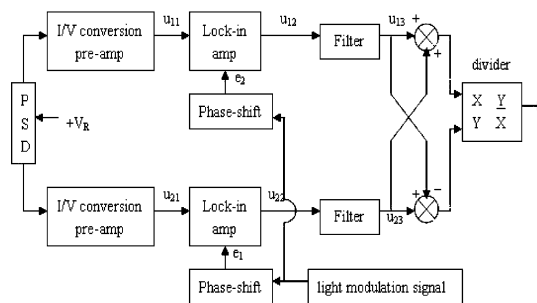 I/V conversion
pre-amp
u11
Lock-in
amp
u12
Filter
u13
+
+
divider
e2
Phase-shift
P
S
D
+VR
X Y
Y X
I/V conversion
pre-amp
u21
Lock-in
amp
u22
Filter
u23
+
−
e1
Phase-shift
light modulation signal